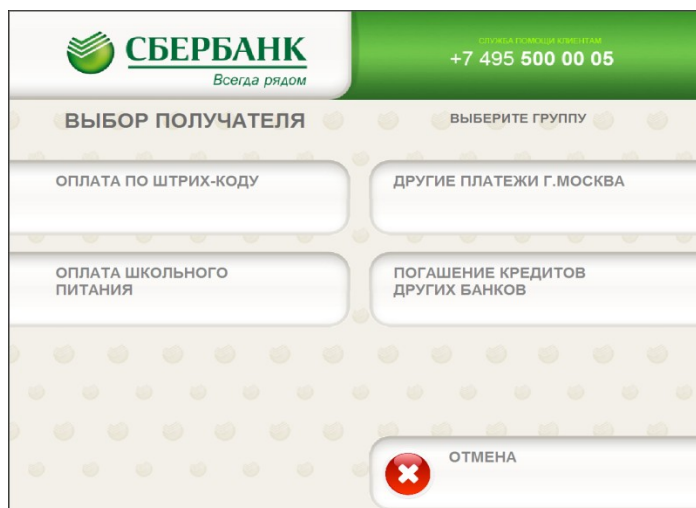 СБЕРБАНК
Всегда рядом
СЛУЖБА ПОМОЩИ КЛИЕНТАМ
+7 495 500 00 05
ВЫБОР ПОЛУЧАТЕЛЯ
ВЫБЕРИТЕ ГРУППУ
ОПЛАТА ПО ШТРИХ-КОДУ
ДРУГИЕ ПЛАТЕЖИ Г.МОСКВА
ОПЛАТА ШКОЛЬНОГО
ПИТАНИЯ
ПОГАШЕНИЕ КРЕДИТОВ
ДРУГИХ БАНКОВ
ОТМЕНА